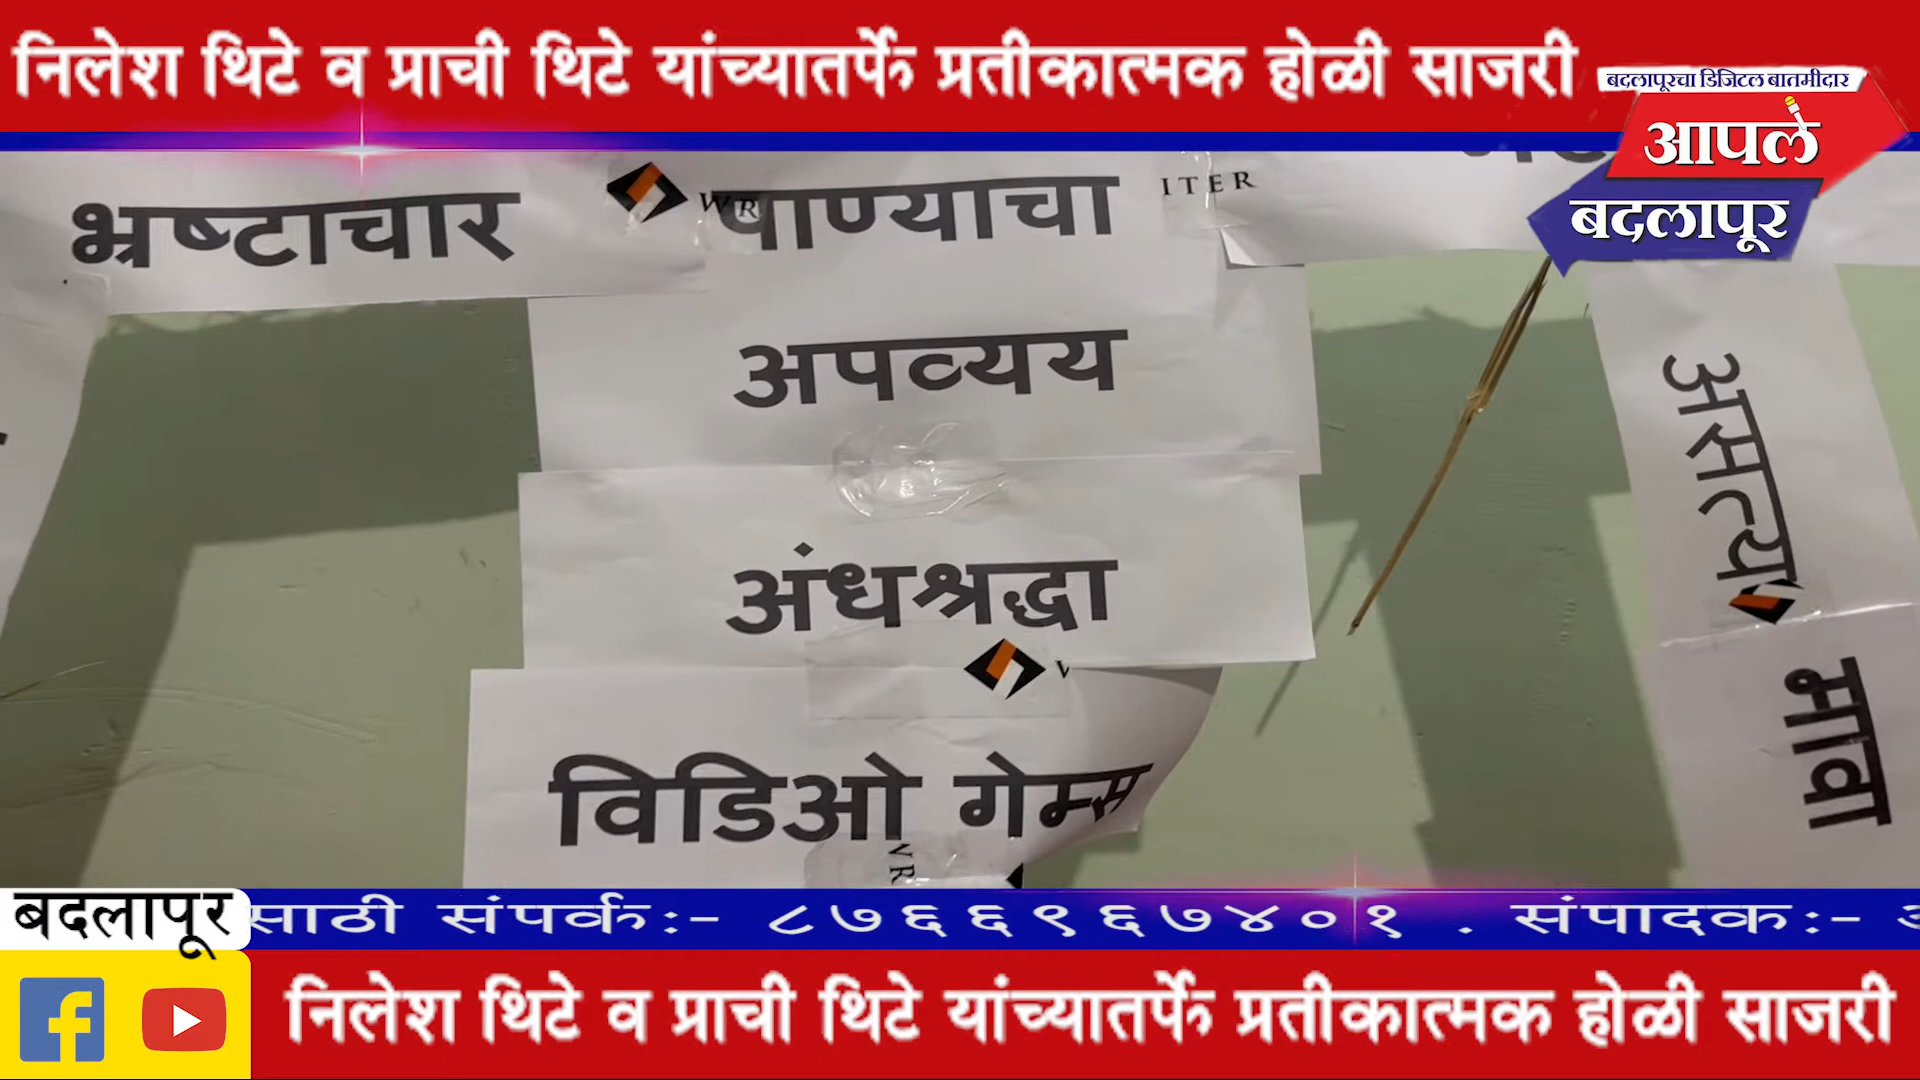 निलेश थिटे व प्राची थिटे यांच्यातर्फे प्रतीकात्मक होळी साजरी
बदलापूरचा डिजिटल बातमीदार
आपले
बदलापूर
भ्रष्टाचार
पाण्याचा
ITER
अपव्यय
असत्य
अंधश्रद्धा
विडिओ गेम्स
बदलापूर
साठी संपर्क:- ८७६६९६७४०१ . संपादक:-
निलेश थिटे व प्राची थिटे यांच्यातर्फे प्रतीकात्मक होळी साजरी